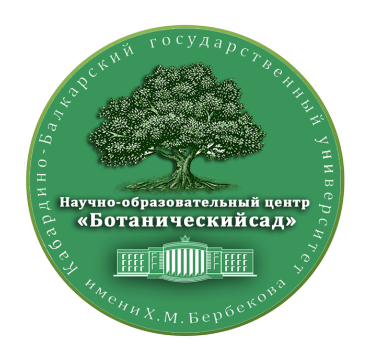 Кабардино-Балкарский государственный университет
имени Х.М.Бербекова
Научно-образовательный центр
«Ботаническийсад»